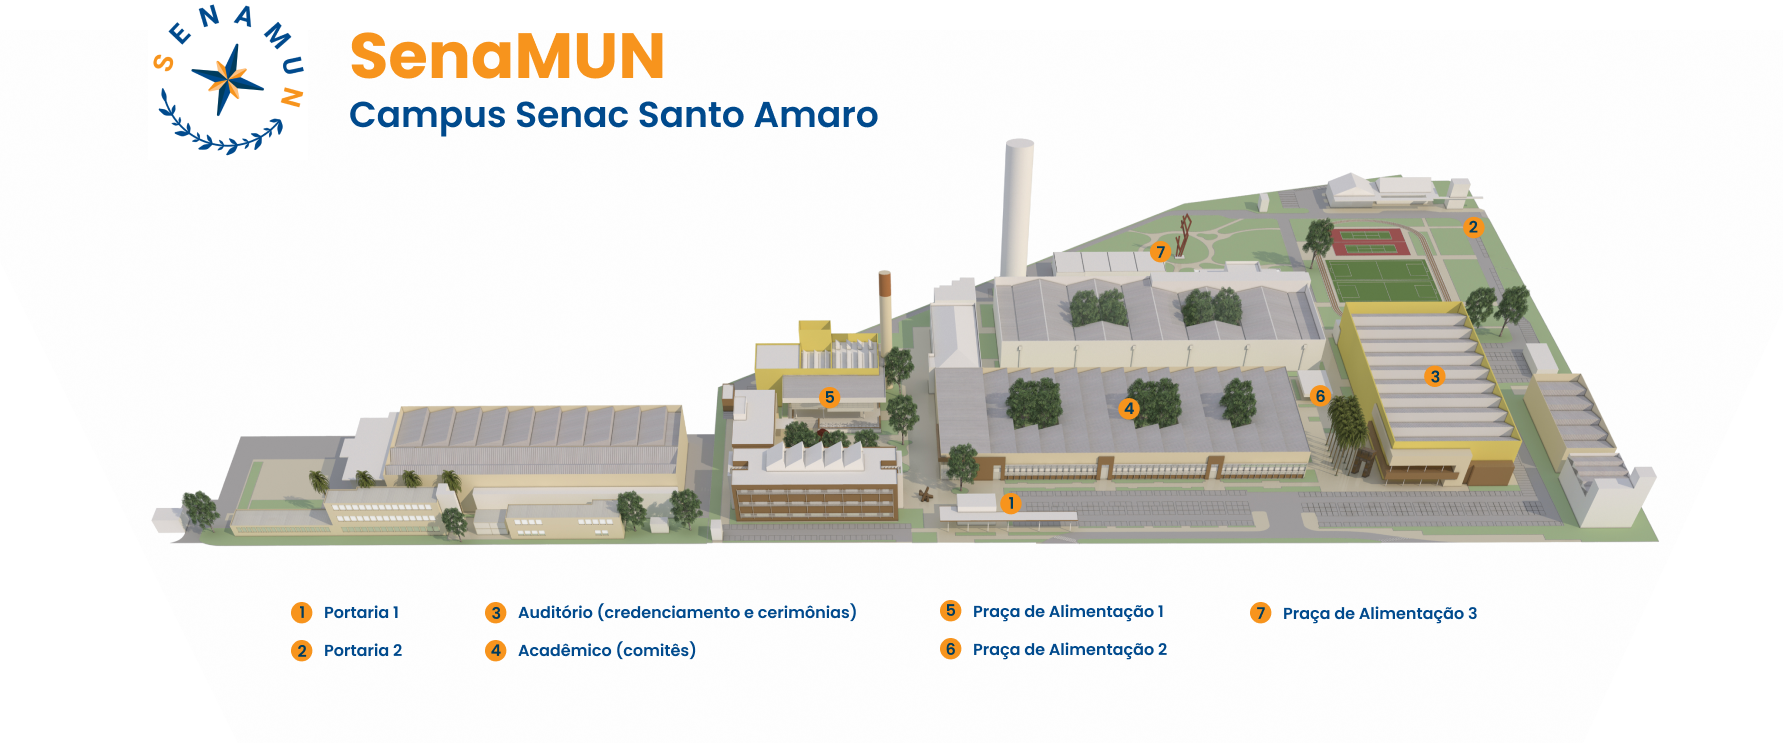 SENAMUN
SenaMUN
Campus Senac Santo Amaro
2
7
3
5
6
4
1
1 Portaria 1
2 Portaria 2
3 Auditório (credenciamento e cerimônias)
4 Acadêmico (comitês)
5 Praça de Alimentação 1
6 Praça de Alimentação 2
7 Praça de Alimentação 3